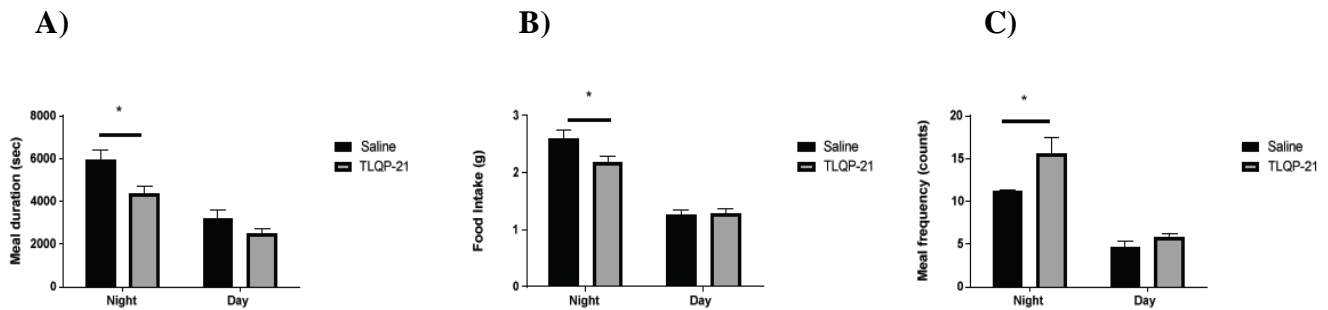 A)
B)
C)
Meal duration (sec)
8000
6000
4000
2000
0
*
Night
Day
Saline
TLQP-21
Food Intake (g)
3
2
1
0
*
Night
Day
Saline
TLQP-21
Meal frequency (counts)
20
15
10
5
0
*
Night
Day
Saline
TLQP-21